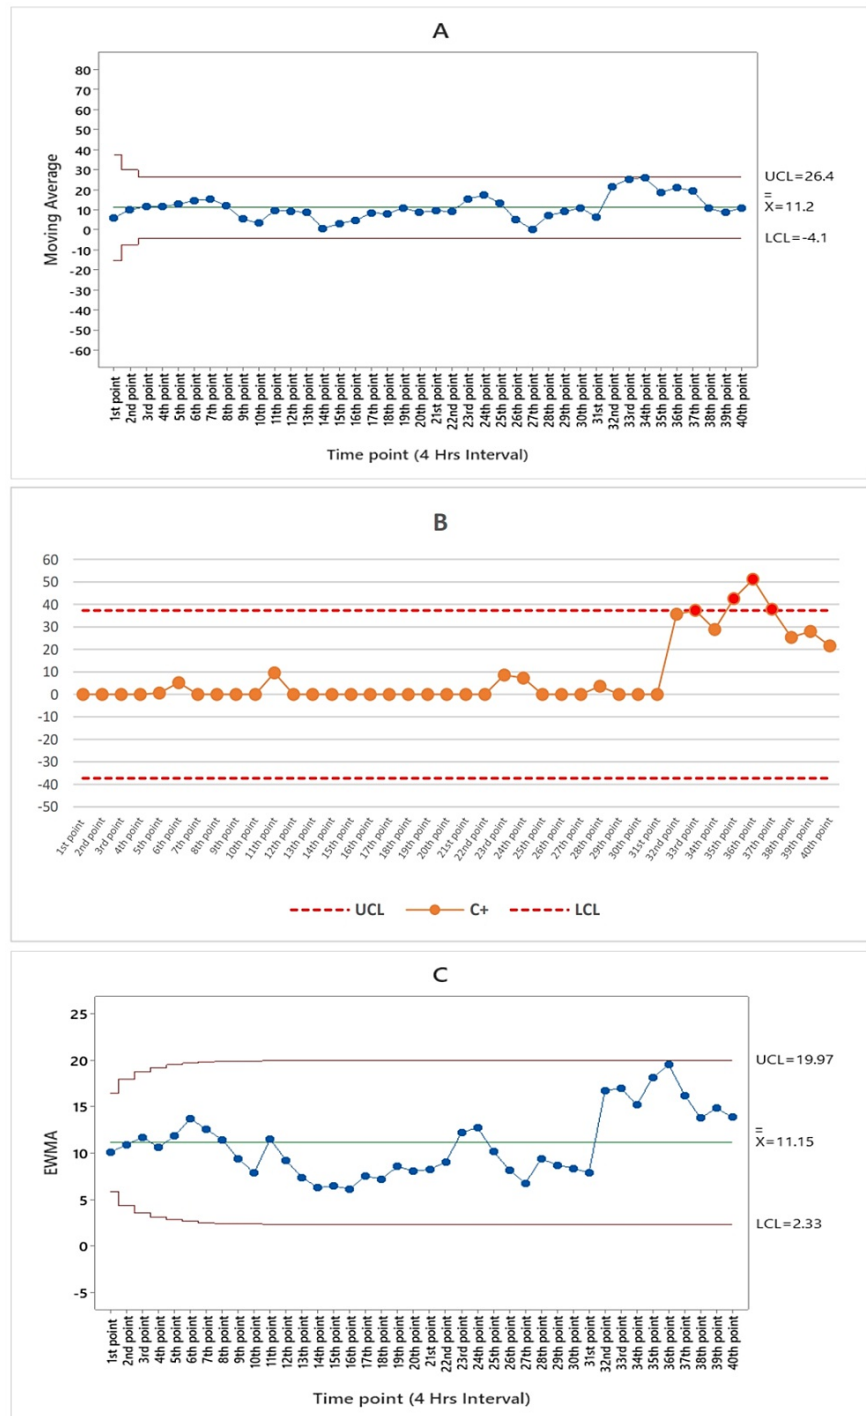 A
80
70
60
50
40
30
20
10
0
-10
-20
-30
-40
-50
-60
Moving Average
UCL=26.4
X=11.2
LCL=-4.1
1st point
2nd point
3rd point
4th point
5th point
6th point
7th point
8th point
9th point
10th point
11th point
12th point
13th point
14th point
15th point
16th point
17th point
18th point
19th point
20th point
21st point
22nd point
23rd point
24th point
25th point
26th point
27th point
28th point
29th point
30th point
31st point
32nd point
33rd point
34th point
35th point
36th point
37th point
38th point
39th point
40th point
Time point (4 Hrs Interval)
B
60
50
40
30
20
10
0
-10
-20
-30
-40
-50
1st point
2nd point
3rd point
4th point
5th point
6th point
7th point
8th point
9th point
10th point
11th point
12th point
13th point
14th point
15th point
16th point
17th point
18th point
19th point
20th point
21st point
22nd point
23rd point
24th point
25th point
26th point
27th point
28th point
29th point
30th point
31st point
32nd point
33rd point
34th point
35th point
36th point
37th point
38th point
39th point
40th point
UCL C+ LCL
C
25
20
15
10
5
0
-5
EWMA
UCL=19.97
X=11.15
LCL=2.33
1st point
2nd point
3rd point
4th point
5th point
6th point
7th point
8th point
9th point
10th point
11th point
12th point
13th point
14th point
15th point
16th point
17th point
18th point
19th point
20th point
21st point
22nd point
23rd point
24th point
25th point
26th point
27th point
28th point
29th point
30th point
31st point
32nd point
33rd point
34th point
35th point
36th point
37th point
38th point
39th point
40th point
Time point (4 Hrs Interval)